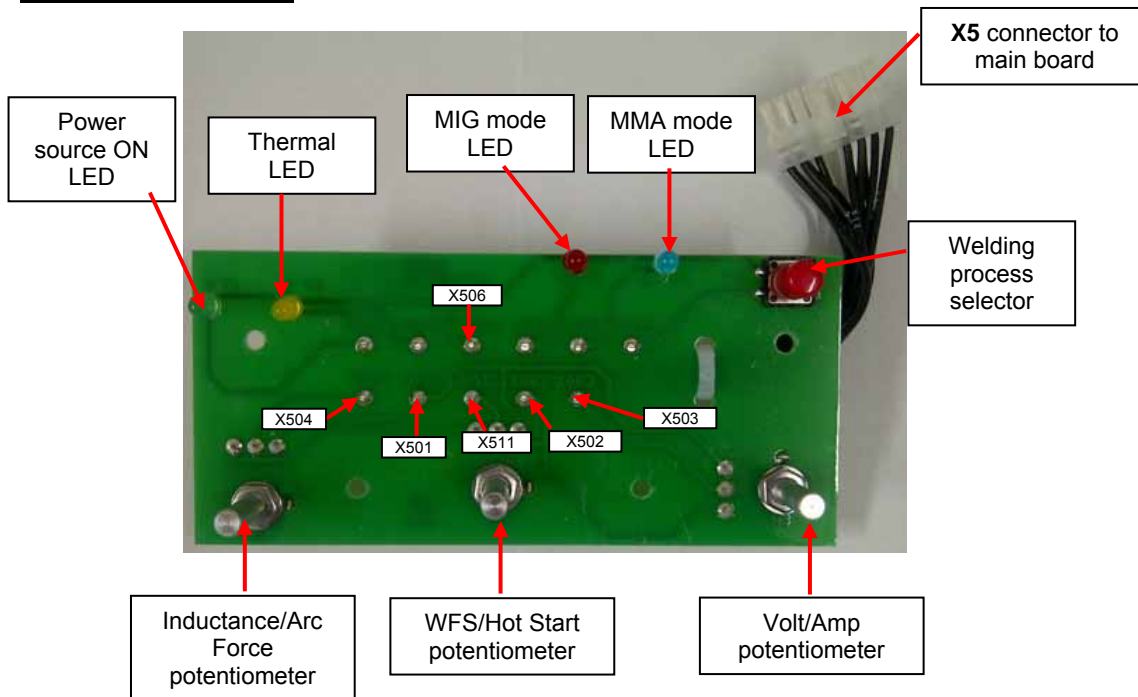 X5 connector to
main board
Power
source ON
LED
Thermal
LED
MIG mode
LED
MMA mode
LED
Welding
process
selector
X506
X504
X501
X511
X502
X503
Inductance/Arc
Force
potentiometer
WFS/Hot Start
potentiometer
Volt/Amp
potentiometer